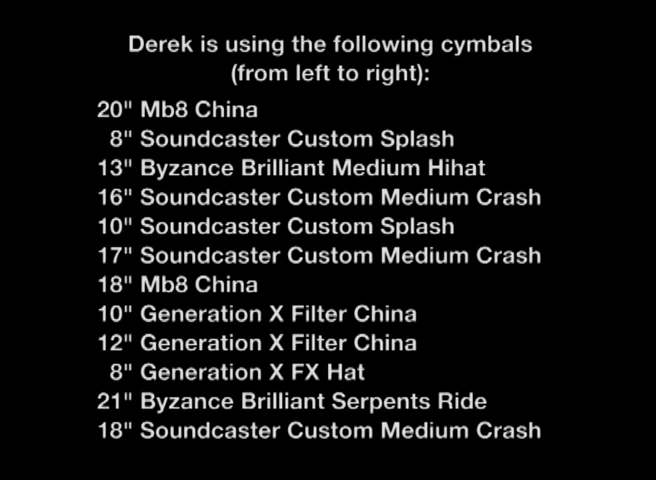 Derek is using the following cymbals
(from left to right):
20" Mb8 China
8" Soundcaster Custom Splash
13" Byzance Brilliant Medium Hihat
16" Soundcaster Custom Medium Crash
10" Soundcaster Custom Splash
17" Soundcaster Custom Medium Crash
18" Mb8 China
10" Generation X Filter China
12" Generation X Filter China
8" Generation X FX Hat
21" Byzance Brilliant Serpents Ride
18" Soundcaster Custom Medium Crash